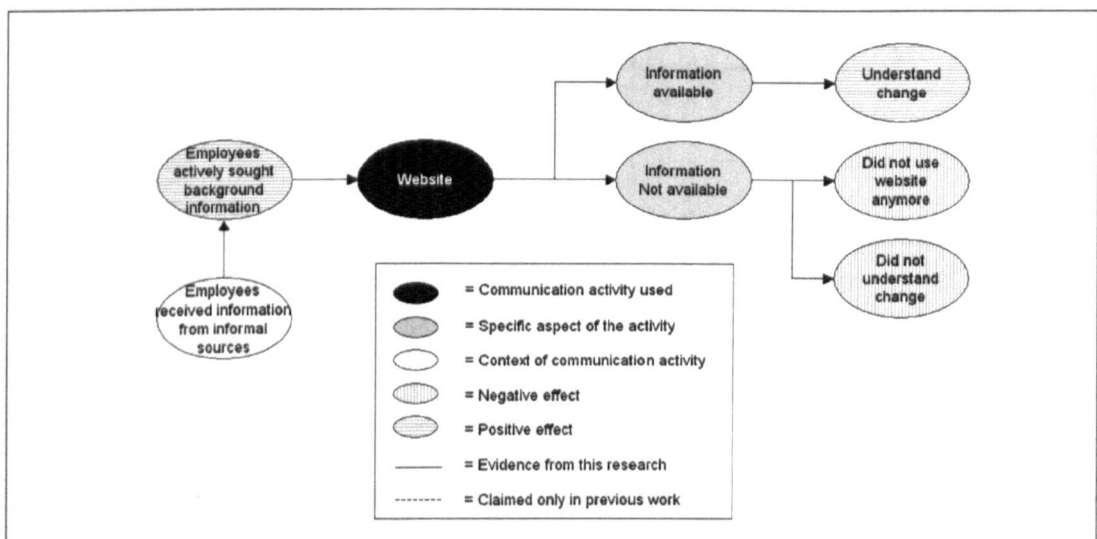 Information
available
Understand
change
Employees
actively sought
background
information
Website
Information
Not available
Did not use
website
anymore
Did not
understand
change
Employees
received information
from informal
sources
= Communication activity used
= Specific aspect of the activity
= Context of communication activity
= Negative effect
= Positive effect
= Evidence from this research
= Claimed only in previous work